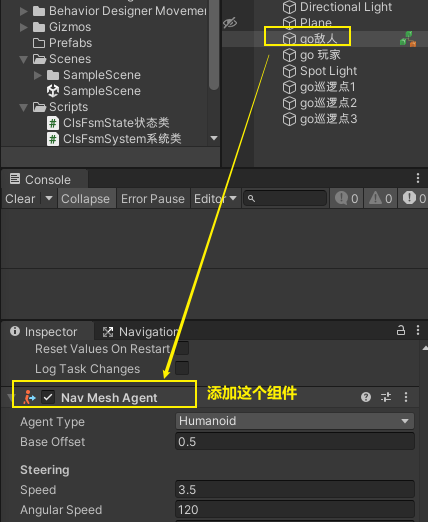 Behavior Designer Movemen
Gizmos
Prefabs
Scenes
SampleScene
SampleScene
Scripts
ClsFsmState状态类
ClsFsmSystem系统类
Directional Light
Plane
go敌人
go 玩家
Spot Light
go巡逻点1
go巡逻点2
go巡逻点3
Console
Clear
Collapse
Error Pause
Editor
0
0
0
Inspector
Navigation
Reset Values On Restart
Log Task Changes
Nav Mesh Agent
添加这个组件
Agent Type
Humanoid
Base Offset
0.5
Steering
Speed
3.5
Angular Speed
120